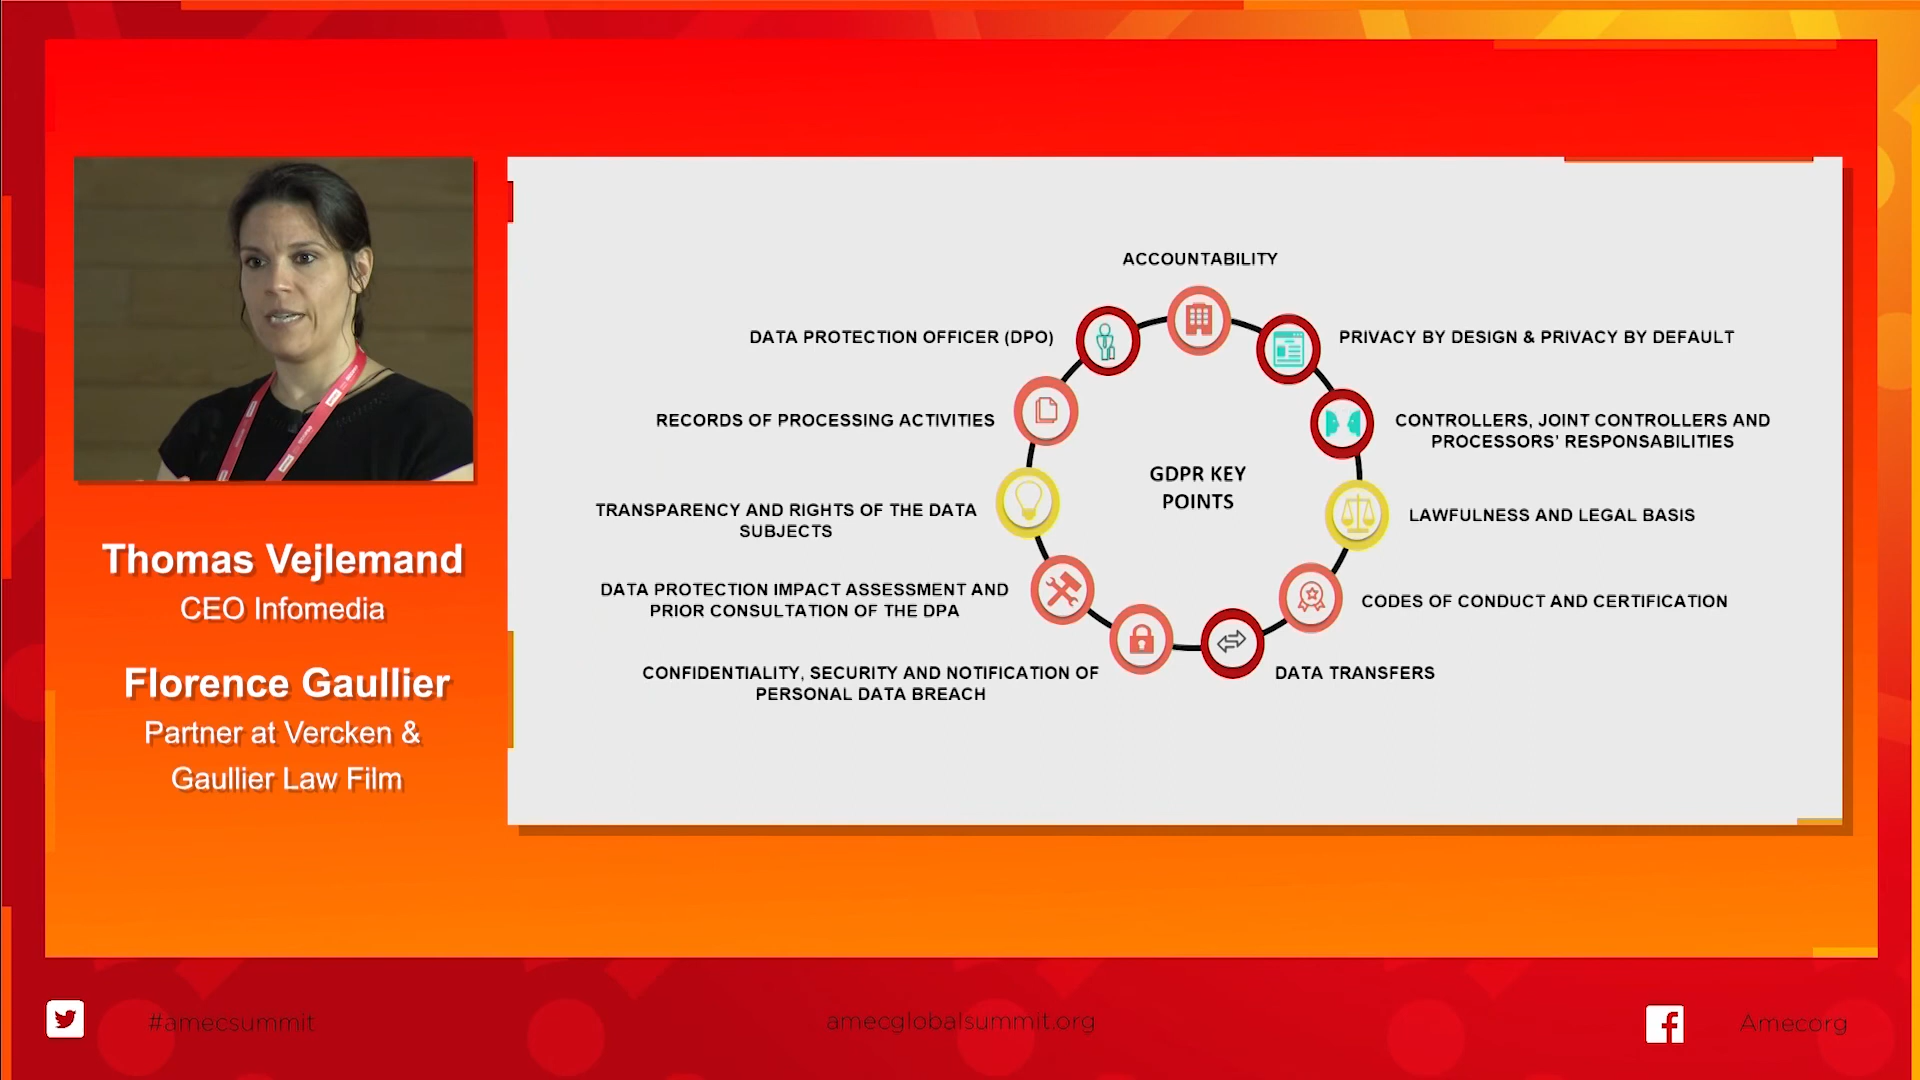 Thomas Vejlemand
CEO Infomedia
Florence Gaullier
Partner at Vercken &
Gaullier Law Film
ACCOUNTABILITY
DATA PROTECTION OFFICER (DPO)
PRIVACY BY DESIGN & PRIVACY BY DEFAULT
RECORDS OF PROCESSING ACTIVITIES
CONTROLLERS, JOINT CONTROLLERS AND
PROCESSORS' RESPONSABILITIES
GDPR KEY
POINTS
TRANSPARENCY AND RIGHTS OF THE DATA
SUBJECTS
LAWFULNESS AND LEGAL BASIS
DATA PROTECTION IMPACT ASSESSMENT AND
PRIOR CONSULTATION OF THE DPA
CODES OF CONDUCT AND CERTIFICATION
CONFIDENTIALITY, SECURITY AND NOTIFICATION OF
PERSONAL DATA BREACH
DATA TRANSFERS
#amecsummit
amecglobalsummit.org
Amecorg